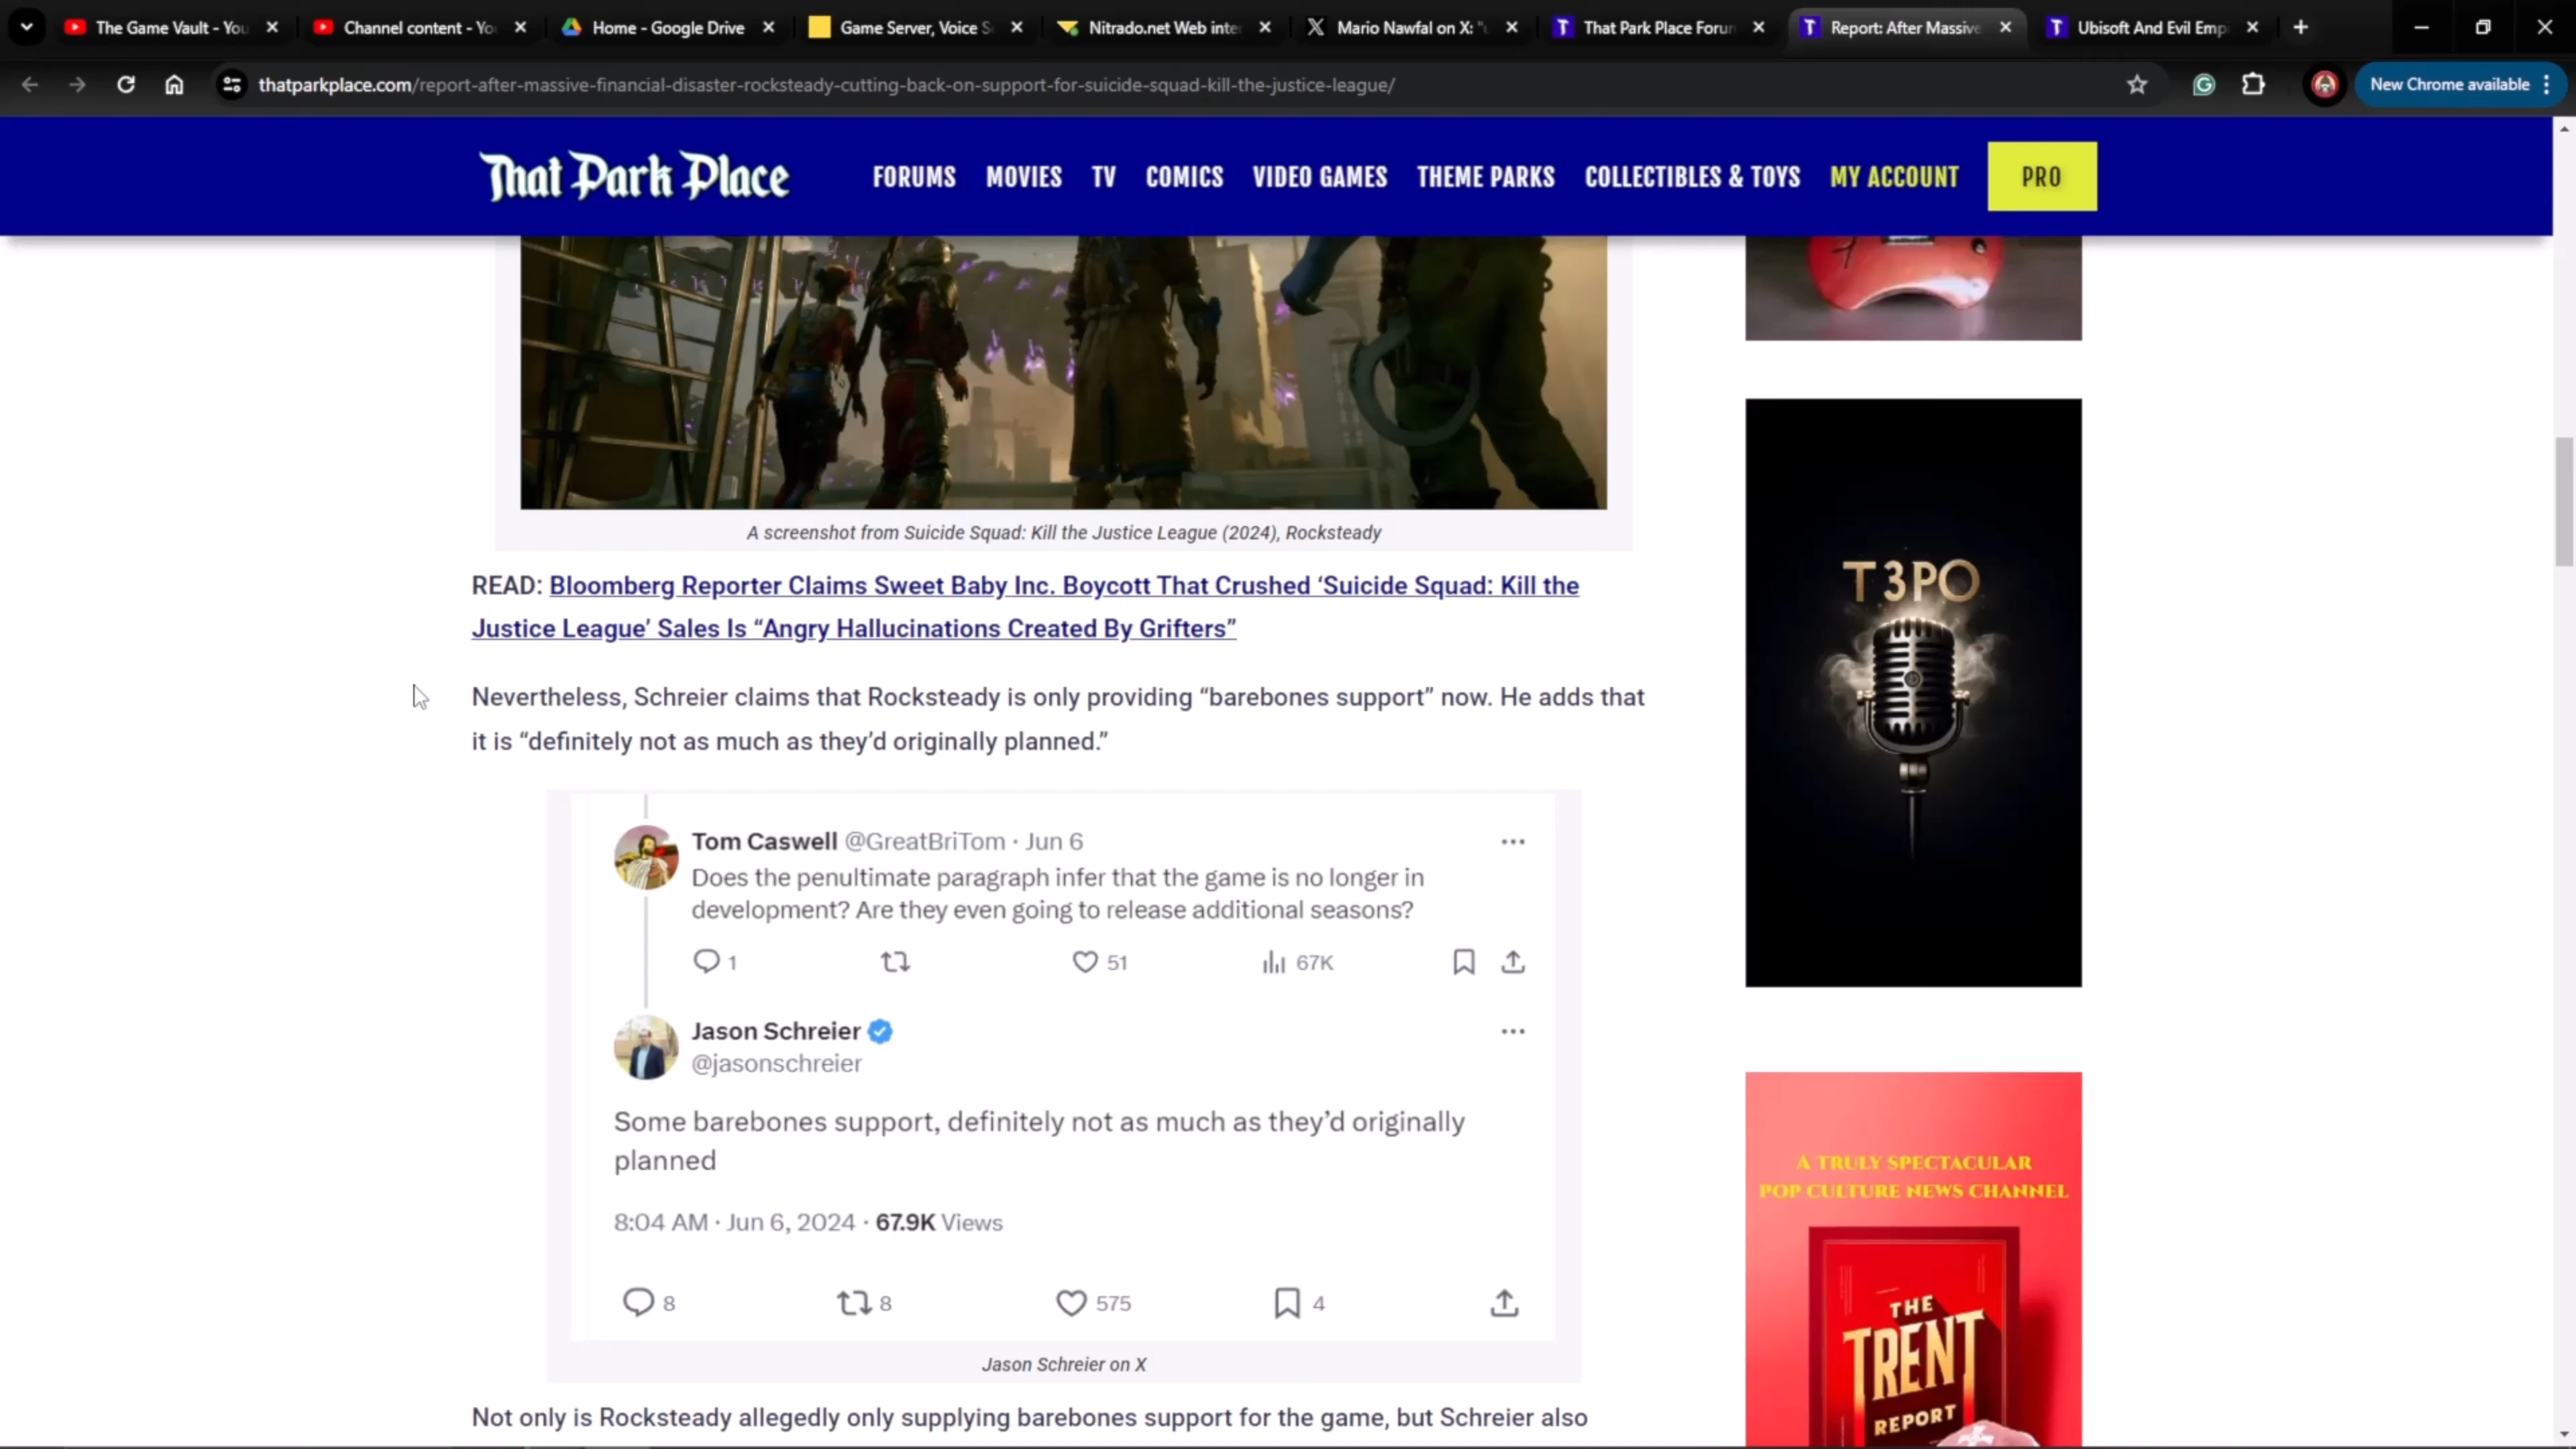 The Game Vault - You
Channel content - Yo
Home - Google Drive
Game Server, Voice S
Nitrado.net Web inte
Mario Nawfal on X: "u
That Park Place Forum
Report: After Massive
Ubisoft And Evil Emp
thatparkplace.com/report-after-massive-financial-disaster-rocksteady-cutting-back-on-support-for-suicide-squad-kill-the-justice-league/
New Chrome available
That Park Place
FORUMS MOVIES TV COMICS VIDEO GAMES THEME PARKS COLLECTIBLES & TOYS MY ACCOUNT PRO
A screenshot from Suicide Squad: Kill the Justice League (2024), Rocksteady
READ: Bloomberg Reporter Claims Sweet Baby Inc. Boycott That Crushed ‘Suicide Squad: Kill the
Justice League’ Sales Is “Angry Hallucinations Created By Grifters”
Nevertheless, Schreier claims that Rocksteady is only providing “barebones support” now. He adds that
it is “definitely not as much as they’d originally planned.”
Tom Caswell @GreatBriTom · Jun 6
Does the penultimate paragraph infer that the game is no longer in
development? Are they even going to release additional seasons?
1 51 67K
Jason Schreier
@jasonschreier
Some barebones support, definitely not as much as they’d originally
planned
8:04 AM · Jun 6, 2024 · 67.9K Views
8 8 575 4
Jason Schreier on X
Not only is Rocksteady allegedly only supplying barebones support for the game, but Schreier also
T3PO
A TRULY SPECTACULAR
POP CULTURE NEWS CHANNEL
THE
TRENT
REPORT